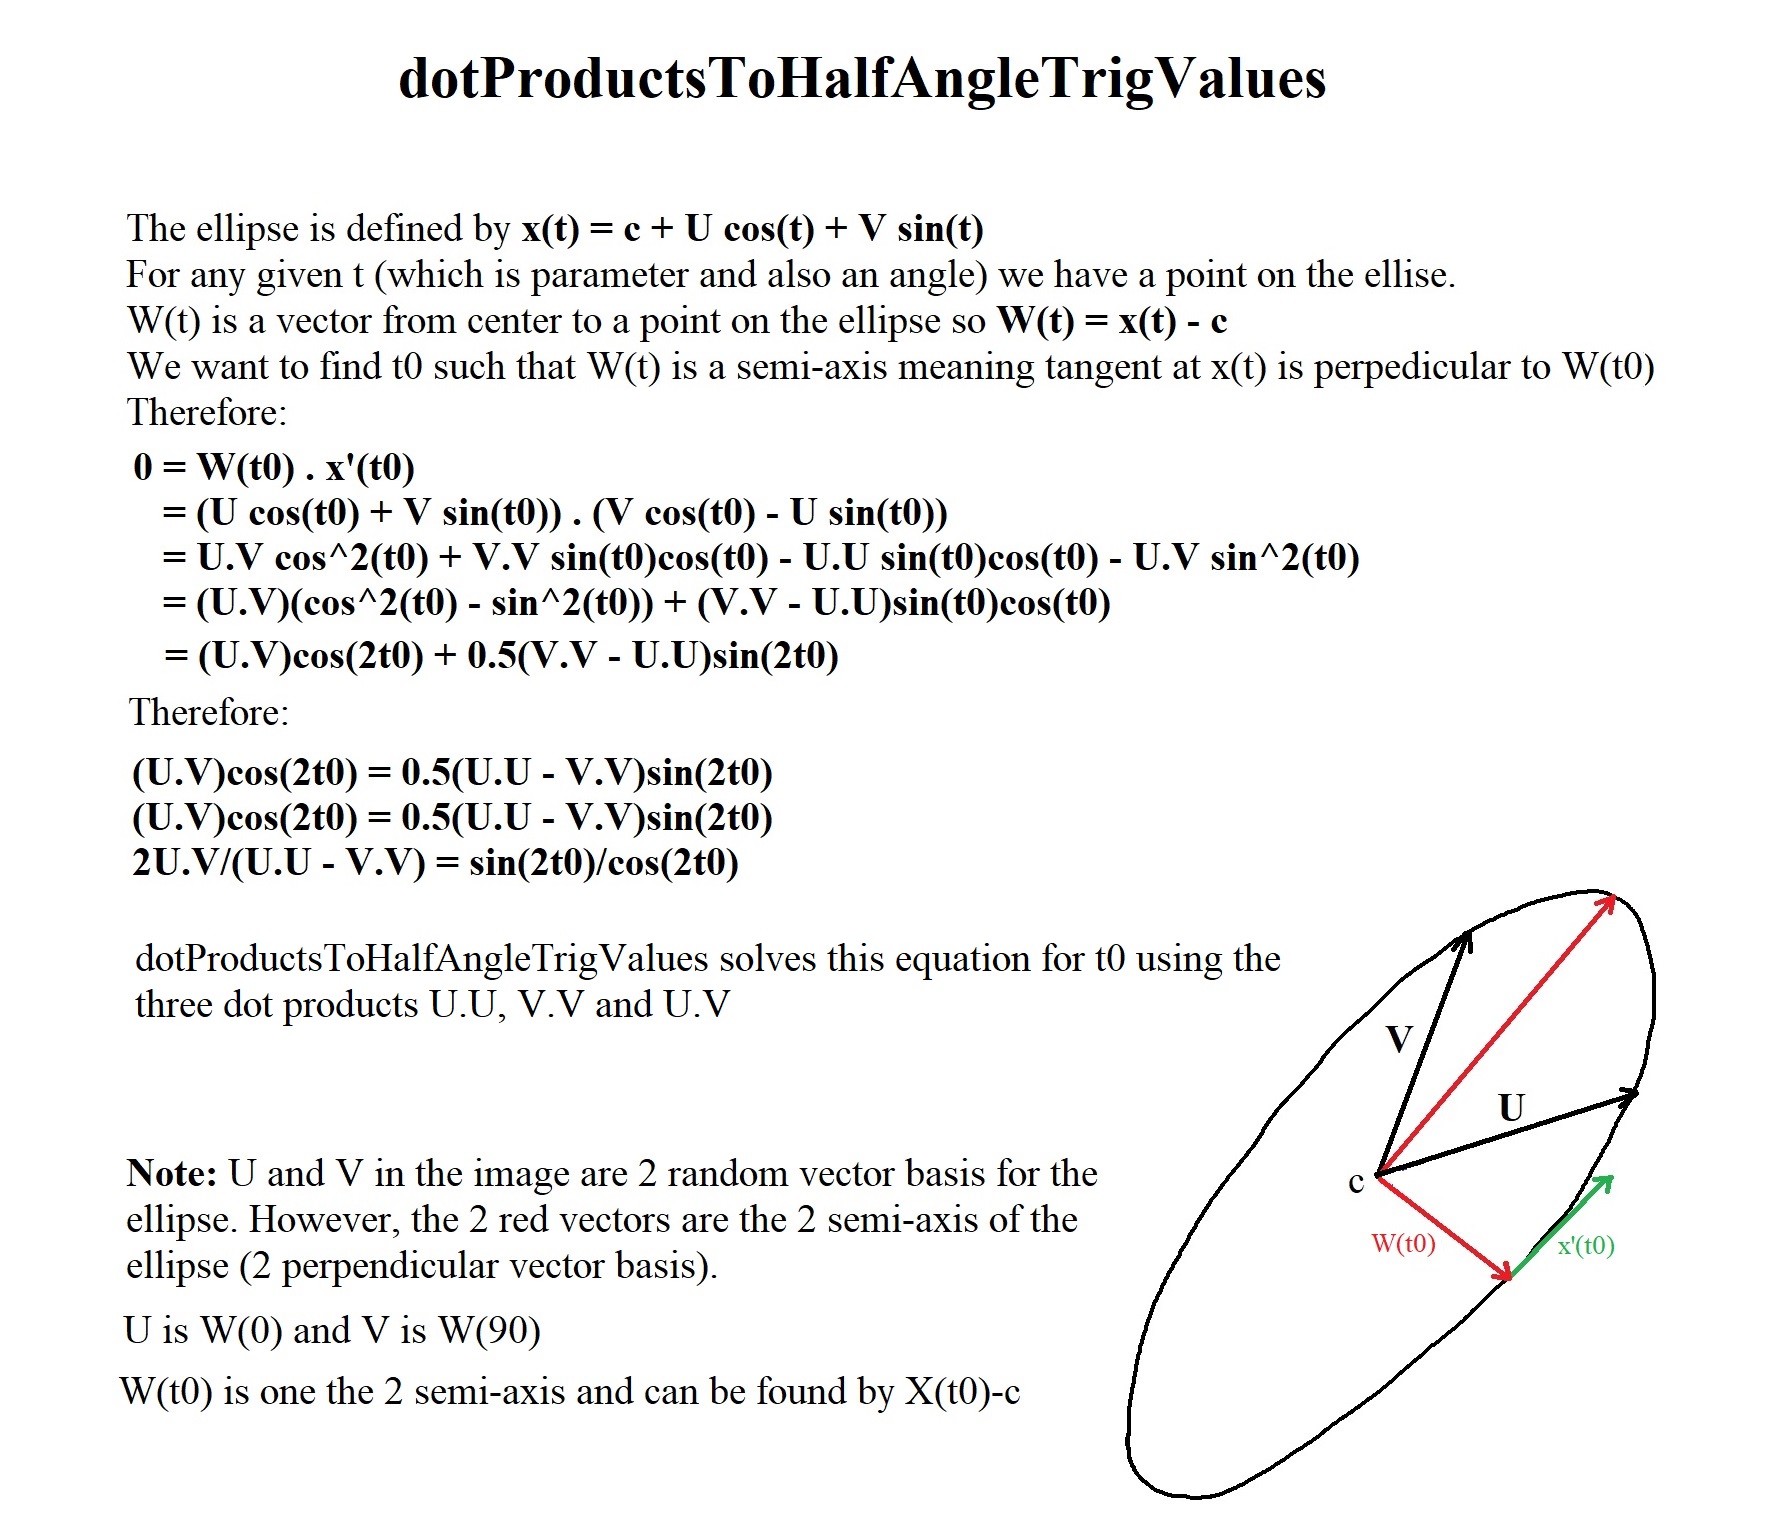 dotProductsToHalfAngleTrigValues
The ellipse is defined by x(t) = c + U cos(t) + V sin(t)
For any given t (which is parameter and also an angle) we have a point on the ellise.
W(t) is a vector from center to a point on the ellipse so W(t) = x(t) - c
We want to find t0 such that W(t) is a semi-axis meaning tangent at x(t) is perpedicular to W(t0)
Therefore:
0 = W(t0) . x'(t0)
= (U cos(t0) + V sin(t0)) . (V cos(t0) - U sin(t0))
= U.V cos^2(t0) + V.V sin(t0)cos(t0) - U.U sin(t0)cos(t0) - U.V sin^2(t0)
= (U.V)(cos^2(t0) - sin^2(t0)) + (V.V - U.U)sin(t0)cos(t0)
= (U.V)cos(2t0) + 0.5(V.V - U.U)sin(2t0)
Therefore:
(U.V)cos(2t0) = 0.5(U.U - V.V)sin(2t0)
(U.V)cos(2t0) = 0.5(U.U - V.V)sin(2t0)
2U.V/(U.U - V.V) = sin(2t0)/cos(2t0)
dotProductsToHalfAngleTrigValues solves this equation for t0 using the
three dot products U.U, V.V and U.V
Note: U and V in the image are 2 random vector basis for the
ellipse. However, the 2 red vectors are the 2 semi-axis of the
ellipse (2 perpendicular vector basis).
U is W(0) and V is W(90)
W(t0) is one the 2 semi-axis and can be found by X(t0)-c
V
U
c
W(t0)
x'(t0)